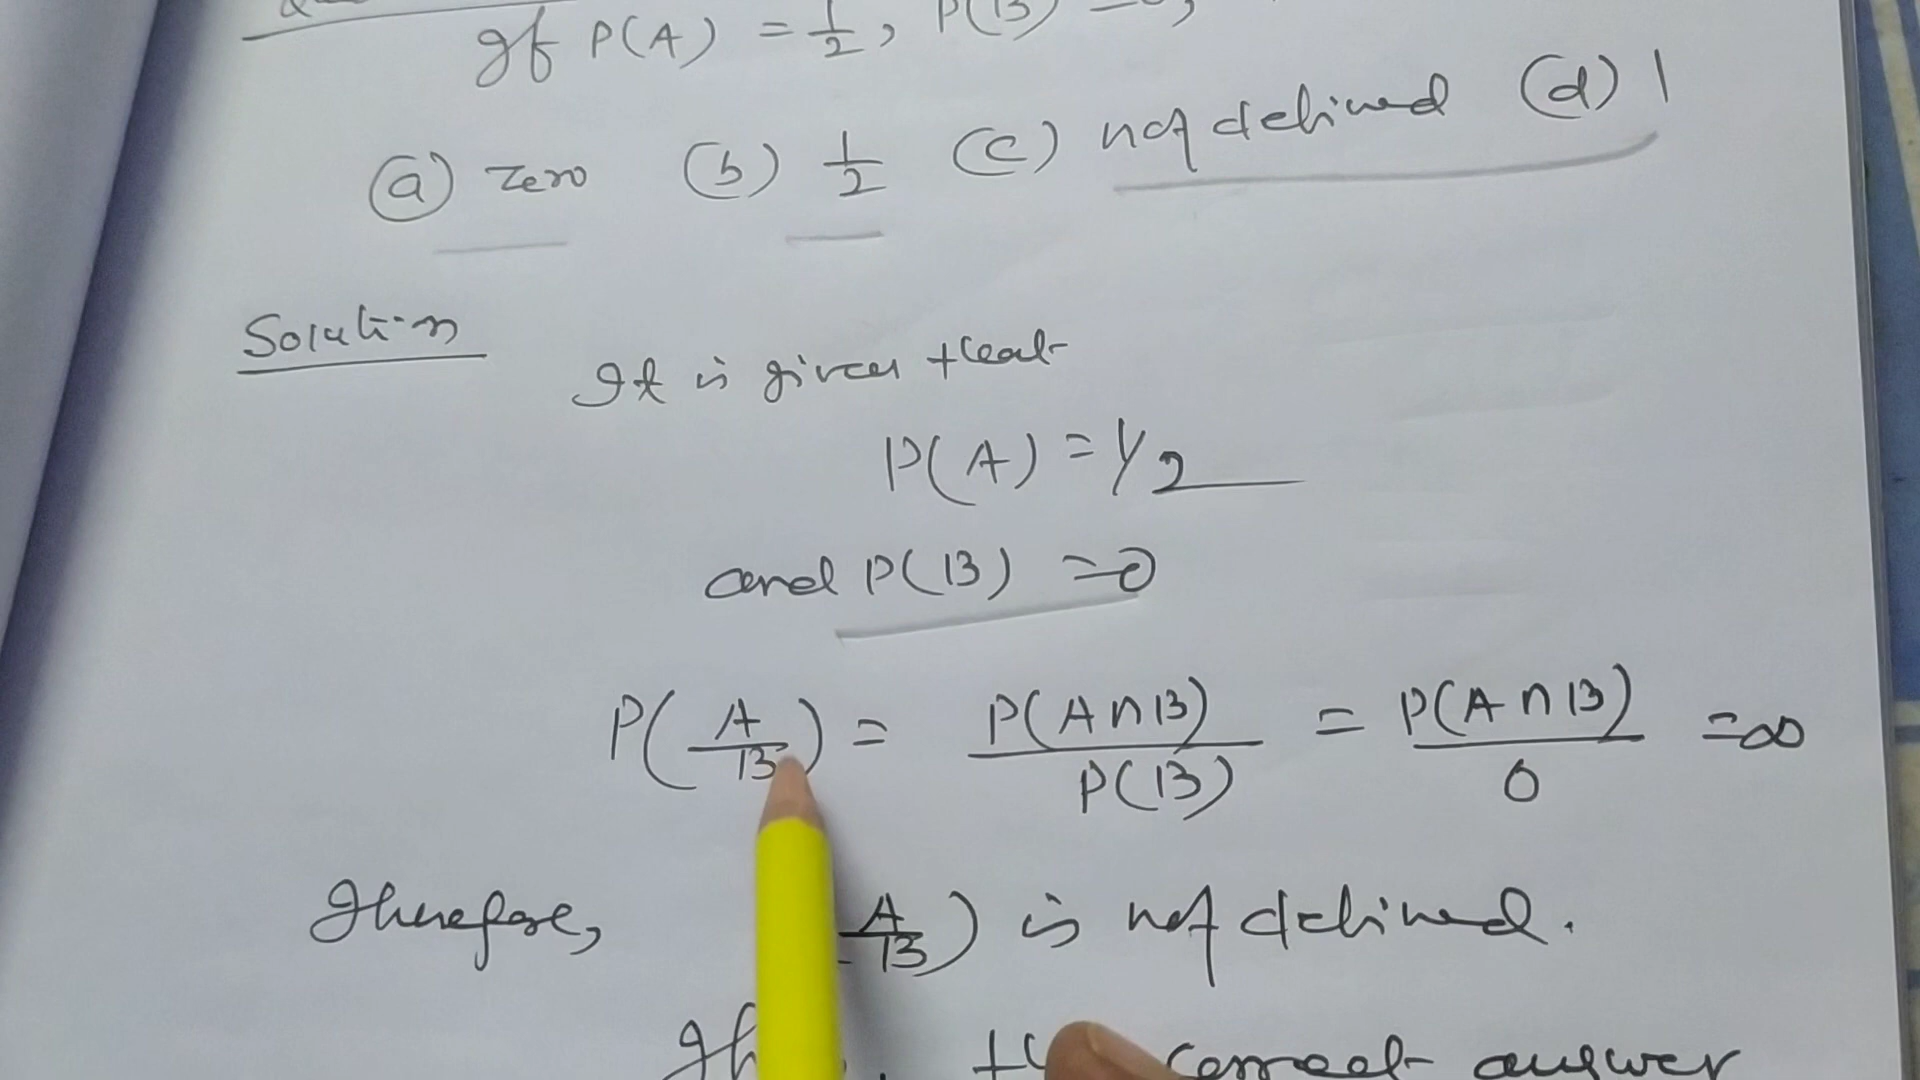 If P(A) = 1/2, P(B) = 0,
(a) zero (b) 1/2 (c) not defined (d) 1
Solution
It is given that
P(A) = 1/2
and P(B) = 0
P(A/B) = P(A∩B)/P(B) = P(A∩B)/0 = ∞
Therefore, A/B) is not defined.
correct answer